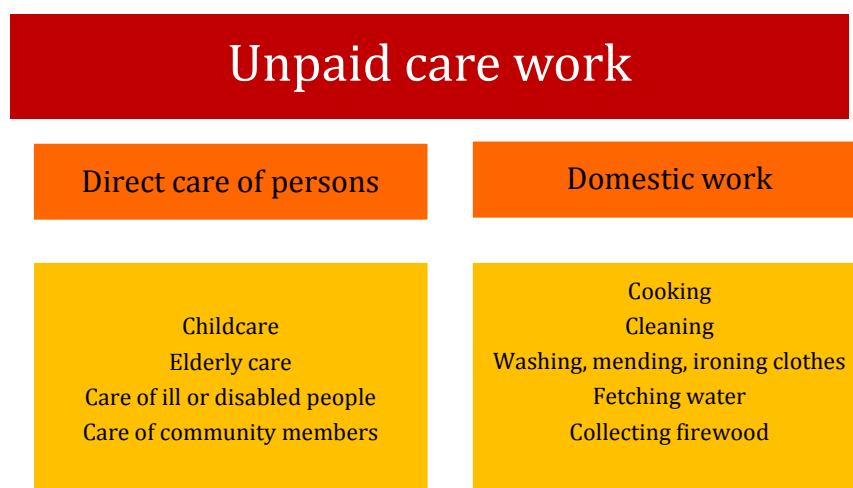 Unpaid care work
Direct care of persons
Domestic work
Childcare
Elderly care
Care of ill or disabled people
Care of community members
Cooking
Cleaning
Washing, mending, ironing clothes
Fetching water
Collecting firewood